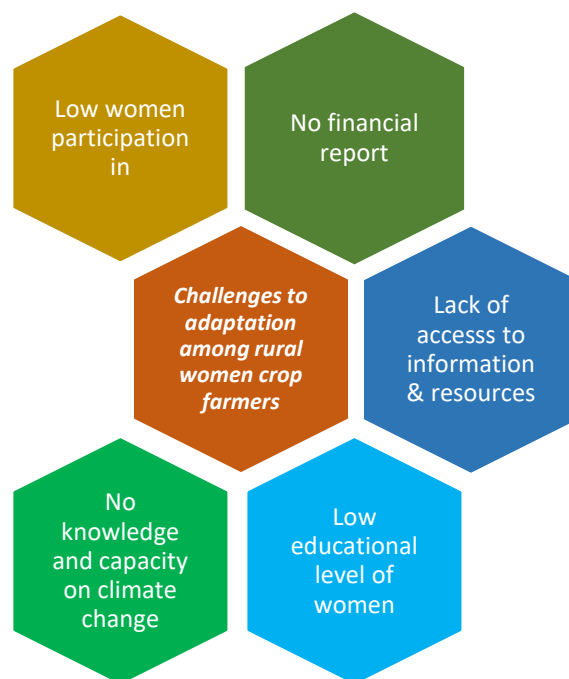 Low women
participation
in
No financial
report
Challenges to
adaptation
among rural
women crop
farmers
Lack of
accesss to
information
& resources
No
knowledge
and capacity
on climate
change
Low
educational
level of
women